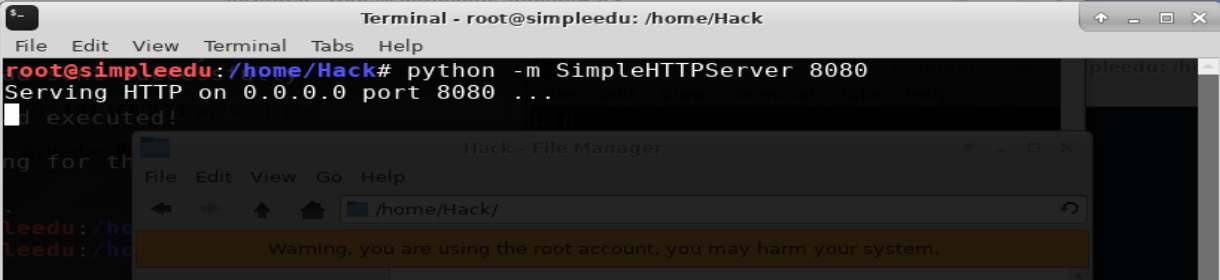 Terminal - root@simpleedu: /home/Hack
File Edit View Terminal Tabs Help
root@simpleedu:/home/Hack# python -m SimpleHTTPServer 8080
Serving HTTP on 0.0.0.0 port 8080 ...
d executed!
bin
Hack - File Manager
ng for th
File Edit View Go Help
/home/Hack/
leedu:/ho
Warning, you are using the root account, you may harm your system.
leedu:/ho